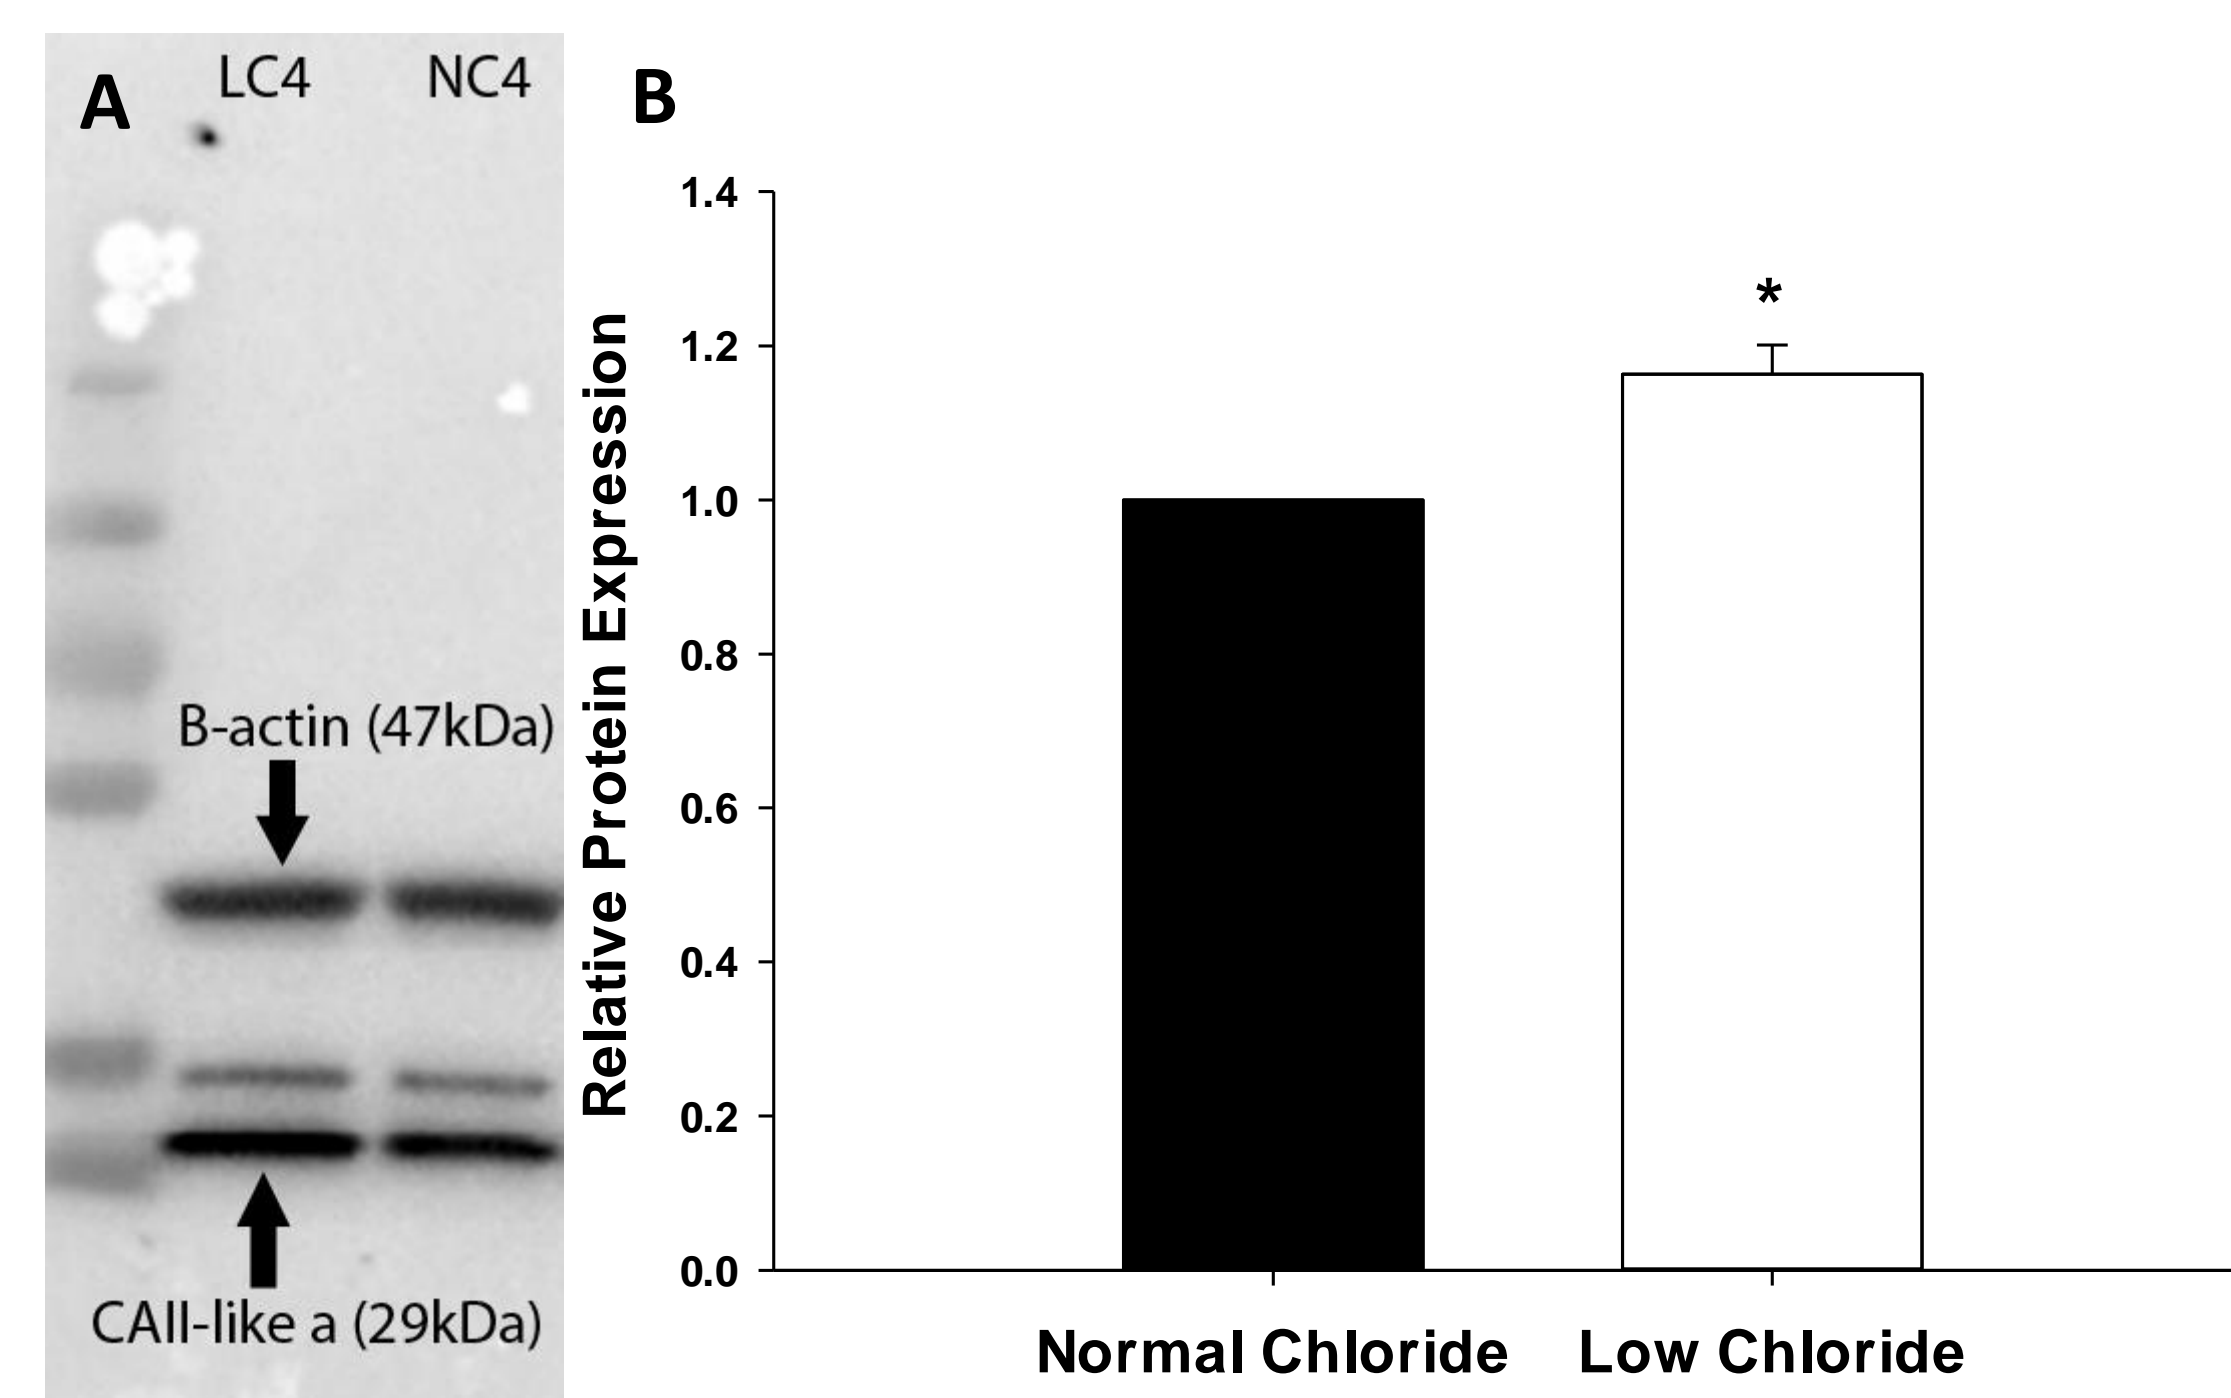 A
LC4
NC4
B-actin (47kDa)
CAII-like a (29kDa)
B
Relative Protein Expression
1.4
1.2
1.0
0.8
0.6
0.4
0.2
0.0
*
Normal Chloride
Low Chloride